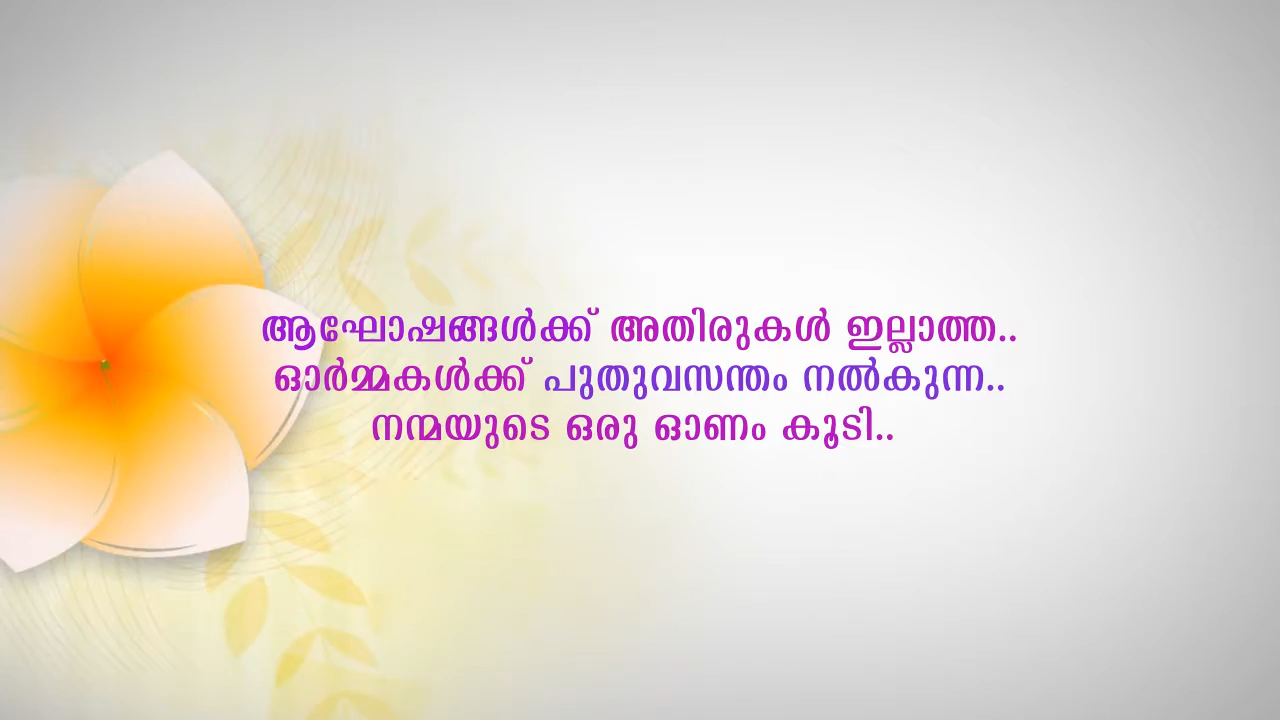 ആഘോഷങ്ങൾക്ക് അതിരുകൾ ഇല്ലാത്ത..
ഓർമ്മകൾക്ക് പുതുവസന്തം നൽകുന്ന..
നന്മയുടെ ഒരു ഓണം കൂടി..